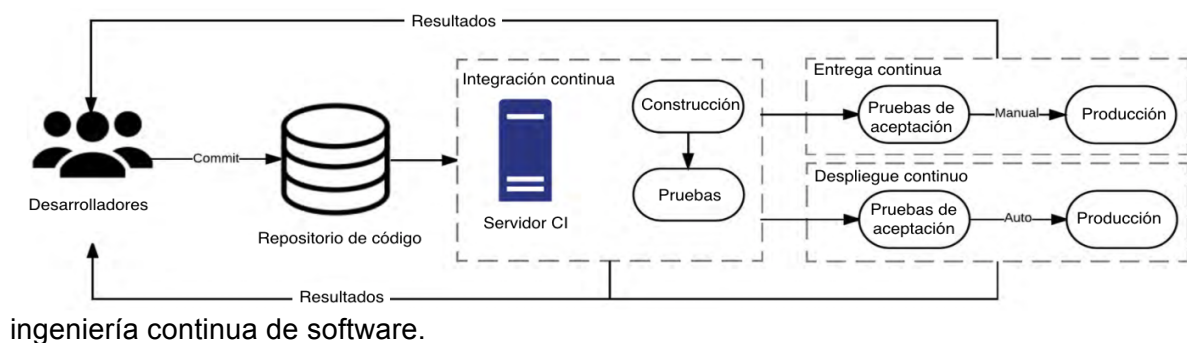 Resultados
Integración continua
Entrega continua
Construcción
Pruebas de
aceptación
Manual
Producción
Commit
Desarrolladores
Repositorio de código
Servidor CI
Pruebas
Despliegue continuo
Pruebas de
aceptación
Auto
Producción
Resultados
ingeniería continua de software.